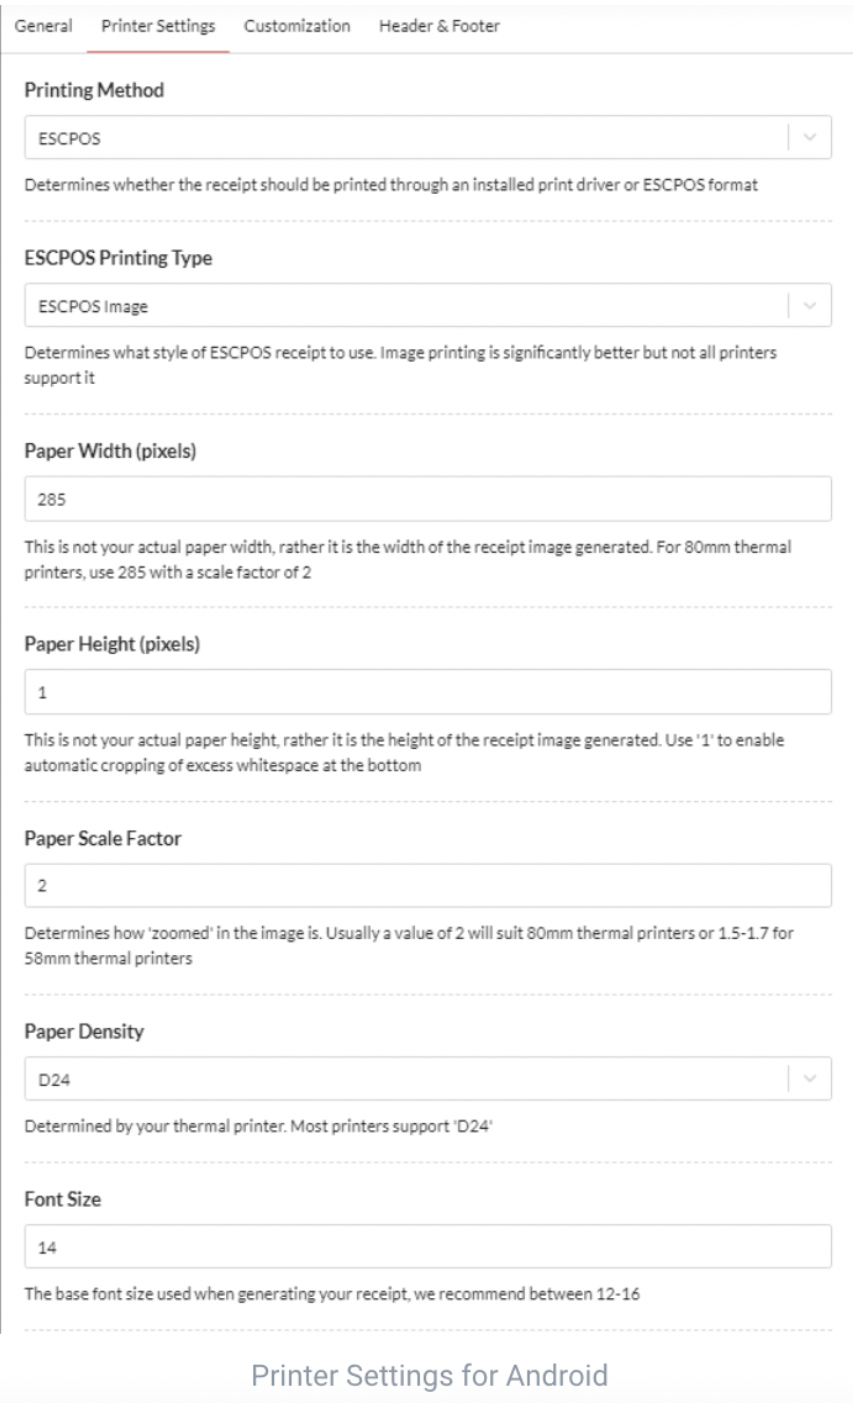 General Printer Settings Customization Header & Footer
Printing Method
ESCPOS
Determines whether the receipt should be printed through an installed print driver or ESCPOS format
ESCPOS Printing Type
ESCPOS Image
Determines what style of ESCPOS receipt to use. Image printing is significantly better but not all printers
support it
Paper Width (pixels)
285
This is not your actual paper width, rather it is the width of the receipt image generated. For 80mm thermal
printers, use 285 with a scale factor of 2
Paper Height (pixels)
1
This is not your actual paper height, rather it is the height of the receipt image generated. Use '1' to enable
automatic cropping of excess whitespace at the bottom
Paper Scale Factor
2
Determines how 'zoomed' in the image is. Usually a value of 2 will suit 80mm thermal printers or 1.5-1.7 for
58mm thermal printers
Paper Density
D24
Determined by your thermal printer. Most printers support 'D24'
Font Size
14
The base font size used when generating your receipt, we recommend between 12-16
Printer Settings for Android